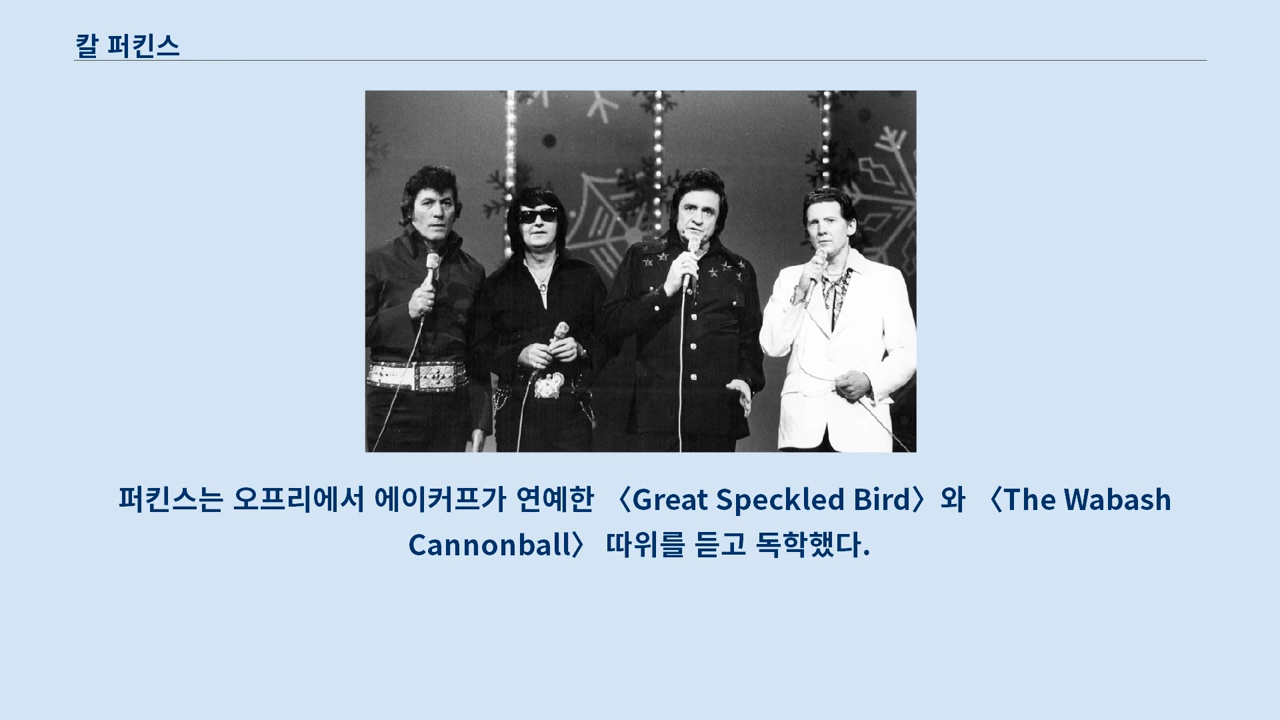 칼 퍼킨스
퍼킨스는 오프리에서 에이커프가 연예한 〈Great Speckled Bird〉와 〈The Wabash
Cannonball〉 따위를 듣고 독학했다.